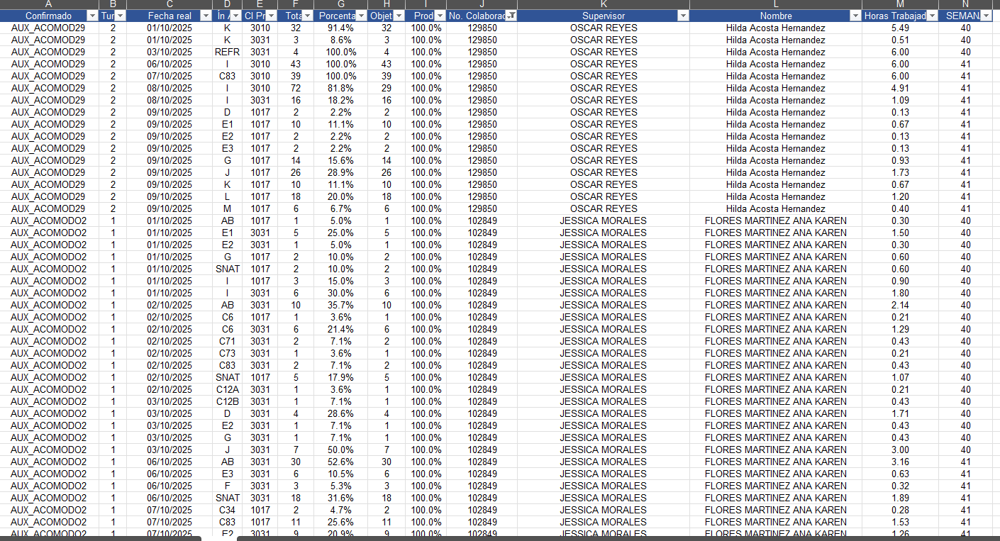 A B C D E F G H I J K L M N
Confirmado Tur Fecha real Ín A Cl Pr Tota Porcenta Objet Prod No. Colaborad Supervisor Nombre Horas Trabajad SEMAN
AUX_ACOMOD29 2 01/10/2025 K 3010 32 91.4% 32 100.0% 129850 OSCAR REYES Hilda Acosta Hernandez 5.49 40
AUX_ACOMOD29 2 01/10/2025 K 3031 3 8.6% 3 100.0% 129850 OSCAR REYES Hilda Acosta Hernandez 0.51 40
AUX_ACOMOD29 2 03/10/2025 REFR 3031 4 100.0% 4 100.0% 129850 OSCAR REYES Hilda Acosta Hernandez 6.00 40
AUX_ACOMOD29 2 06/10/2025 I 3010 43 100.0% 43 100.0% 129850 OSCAR REYES Hilda Acosta Hernandez 6.00 41
AUX_ACOMOD29 2 07/10/2025 C83 3010 39 100.0% 39 100.0% 129850 OSCAR REYES Hilda Acosta Hernandez 6.00 41
AUX_ACOMOD29 2 08/10/2025 I 3010 72 81.8% 29 100.0% 129850 OSCAR REYES Hilda Acosta Hernandez 4.91 41
AUX_ACOMOD29 2 08/10/2025 I 3031 16 18.2% 16 100.0% 129850 OSCAR REYES Hilda Acosta Hernandez 1.09 41
AUX_ACOMOD29 2 09/10/2025 D 1017 2 2.2% 2 100.0% 129850 OSCAR REYES Hilda Acosta Hernandez 0.13 41
AUX_ACOMOD29 2 09/10/2025 E1 1017 10 11.1% 10 100.0% 129850 OSCAR REYES Hilda Acosta Hernandez 0.67 41
AUX_ACOMOD29 2 09/10/2025 E2 1017 2 2.2% 2 100.0% 129850 OSCAR REYES Hilda Acosta Hernandez 0.13 41
AUX_ACOMOD29 2 09/10/2025 E3 1017 2 2.2% 2 100.0% 129850 OSCAR REYES Hilda Acosta Hernandez 0.13 41
AUX_ACOMOD29 2 09/10/2025 G 1017 14 15.6% 14 100.0% 129850 OSCAR REYES Hilda Acosta Hernandez 0.93 41
AUX_ACOMOD29 2 09/10/2025 J 1017 26 28.9% 26 100.0% 129850 OSCAR REYES Hilda Acosta Hernandez 1.73 41
AUX_ACOMOD29 2 09/10/2025 K 1017 10 11.1% 10 100.0% 129850 OSCAR REYES Hilda Acosta Hernandez 0.67 41
AUX_ACOMOD29 2 09/10/2025 L 1017 18 20.0% 18 100.0% 129850 OSCAR REYES Hilda Acosta Hernandez 1.20 41
AUX_ACOMOD29 2 09/10/2025 M 1017 6 6.7% 6 100.0% 129850 OSCAR REYES Hilda Acosta Hernandez 0.40 41
AUX_ACOMODO2 1 01/10/2025 AB 1017 1 5.0% 1 100.0% 102849 JESSICA MORALES FLORES MARTINEZ ANA KAREN 0.30 40
AUX_ACOMODO2 1 01/10/2025 E1 3031 5 25.0% 5 100.0% 102849 JESSICA MORALES FLORES MARTINEZ ANA KAREN 1.50 40
AUX_ACOMODO2 1 01/10/2025 E2 3031 1 5.0% 1 100.0% 102849 JESSICA MORALES FLORES MARTINEZ ANA KAREN 0.30 40
AUX_ACOMODO2 1 01/10/2025 G 1017 2 10.0% 2 100.0% 102849 JESSICA MORALES FLORES MARTINEZ ANA KAREN 0.60 40
AUX_ACOMODO2 1 01/10/2025 SNAT 1017 2 10.0% 2 100.0% 102849 JESSICA MORALES FLORES MARTINEZ ANA KAREN 0.60 40
AUX_ACOMODO2 1 01/10/2025 I 1017 3 15.0% 3 100.0% 102849 JESSICA MORALES FLORES MARTINEZ ANA KAREN 0.90 40
AUX_ACOMODO2 1 01/10/2025 I 3031 6 30.0% 6 100.0% 102849 JESSICA MORALES FLORES MARTINEZ ANA KAREN 1.80 40
AUX_ACOMODO2 1 02/10/2025 AB 3031 10 35.7% 10 100.0% 102849 JESSICA MORALES FLORES MARTINEZ ANA KAREN 2.14 40
AUX_ACOMODO2 1 02/10/2025 C6 1017 1 3.6% 1 100.0% 102849 JESSICA MORALES FLORES MARTINEZ ANA KAREN 0.21 40
AUX_ACOMODO2 1 02/10/2025 C6 3031 6 21.4% 6 100.0% 102849 JESSICA MORALES FLORES MARTINEZ ANA KAREN 1.29 40
AUX_ACOMODO2 1 02/10/2025 C71 3031 2 7.1% 2 100.0% 102849 JESSICA MORALES FLORES MARTINEZ ANA KAREN 0.43 40
AUX_ACOMODO2 1 02/10/2025 C73 3031 1 3.6% 1 100.0% 102849 JESSICA MORALES FLORES MARTINEZ ANA KAREN 0.21 40
AUX_ACOMODO2 1 02/10/2025 C83 3031 2 7.1% 2 100.0% 102849 JESSICA MORALES FLORES MARTINEZ ANA KAREN 0.43 40
AUX_ACOMODO2 1 02/10/2025 SNAT 1017 5 17.9% 5 100.0% 102849 JESSICA MORALES FLORES MARTINEZ ANA KAREN 1.07 40
AUX_ACOMODO2 1 02/10/2025 C12A 3031 1 3.6% 1 100.0% 102849 JESSICA MORALES FLORES MARTINEZ ANA KAREN 0.21 40
AUX_ACOMODO2 1 03/10/2025 C12B 3031 1 7.1% 1 100.0% 102849 JESSICA MORALES FLORES MARTINEZ ANA KAREN 0.43 40
AUX_ACOMODO2 1 03/10/2025 D 3031 4 28.6% 4 100.0% 102849 JESSICA MORALES FLORES MARTINEZ ANA KAREN 1.71 40
AUX_ACOMODO2 1 03/10/2025 E2 3031 1 7.1% 1 100.0% 102849 JESSICA MORALES FLORES MARTINEZ ANA KAREN 0.43 40
AUX_ACOMODO2 1 03/10/2025 G 3031 1 7.1% 1 100.0% 102849 JESSICA MORALES FLORES MARTINEZ ANA KAREN 0.43 40
AUX_ACOMODO2 1 03/10/2025 J 3031 7 50.0% 7 100.0% 102849 JESSICA MORALES FLORES MARTINEZ ANA KAREN 3.00 40
AUX_ACOMODO2 1 06/10/2025 AB 3031 30 52.6% 30 100.0% 102849 JESSICA MORALES FLORES MARTINEZ ANA KAREN 3.16 41
AUX_ACOMODO2 1 06/10/2025 E3 3031 6 10.5% 6 100.0% 102849 JESSICA MORALES FLORES MARTINEZ ANA KAREN 0.63 41
AUX_ACOMODO2 1 06/10/2025 F 3031 3 5.3% 3 100.0% 102849 JESSICA MORALES FLORES MARTINEZ ANA KAREN 0.32 41
AUX_ACOMODO2 1 06/10/2025 SNAT 3031 18 31.6% 18 100.0% 102849 JESSICA MORALES FLORES MARTINEZ ANA KAREN 1.89 41
AUX_ACOMODO2 1 07/10/2025 C34 1017 2 4.7% 2 100.0% 102849 JESSICA MORALES FLORES MARTINEZ ANA KAREN 0.28 41
AUX_ACOMODO2 1 07/10/2025 C83 1017 11 25.6% 11 100.0% 102849 JESSICA MORALES FLORES MARTINEZ ANA KAREN 1.53 41
AUX_ACOMODO2 1 07/10/2025 E2 3031 9 20.9% 9 100.0% 102849 JESSICA MORALES FLORES MARTINEZ ANA KAREN 1.26 41